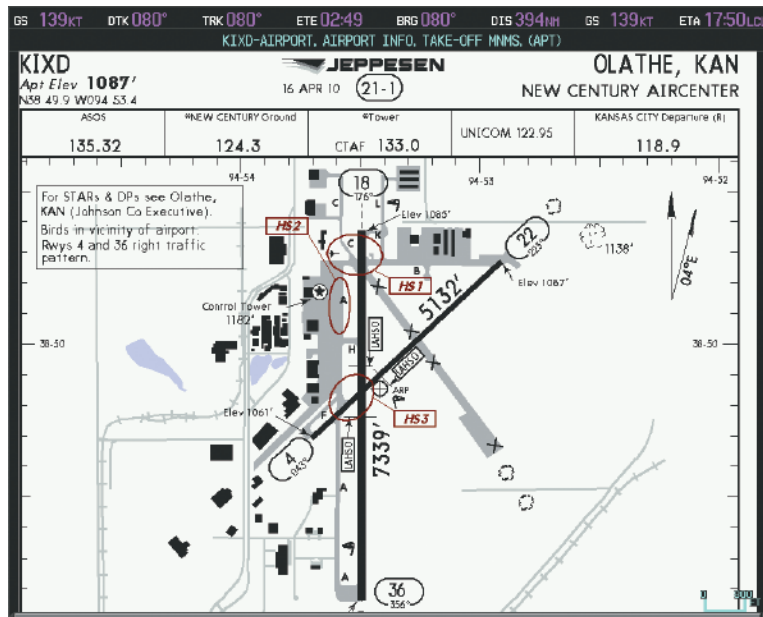 GS 139KT DTK 080° TRK 080° ETE 02:49 BRG 080° DIS 394NM GS 139KT ETA 17:50LCL
KIXD-AIRPORT, AIRPORT INFO, TAKE-OFF MNMS, (APT)
KIXD
Apt Elev 1087'
N38 49.9 W094 53.4
JEPPESEN
16 APR 10 21-1
OLATHE, KAN
NEW CENTURY AIRCENTER
ASOS
135.32
*NEW CENTURY Ground
124.3
*Tower
CTAF 133.0
UNICOM 122.95
KANSAS CITY Departure (R)
118.9
94-54
94-53
94-52
For STARs & DPs see Olathe,
KAN (Johnson Co Executive).
Birds in vicinity of airport.
Rwys 4 and 36 right traffic
pattern.
18
176°
C
L
K
Elev 1085'
HS2
C
HS1
B
22
223°
Elev 1087'
1138'
04°E
Control Tower
1182'
A
5132'
38-50
38-50
H
LAHSO
LAHSO
ARP
Elev 1061'
F
HS3
4
043°
LAHSO
7339'
A
A
36
356°
0